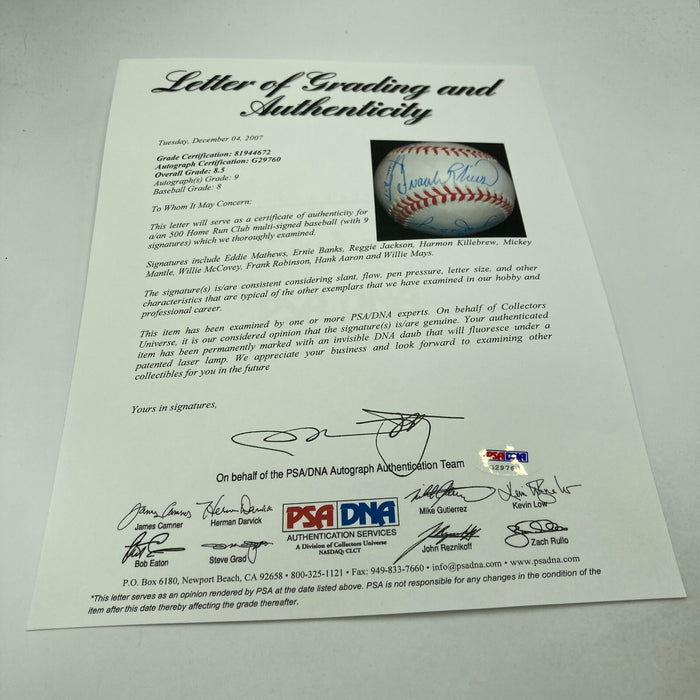 Letter of Grading and
Authenticity
Tuesday, December 04, 2007
Grade Certification: 81944672
Autograph Certification: G29760
Overall Grade: 8.5
Autograph(s) Grade: 9
Baseball Grade: 8
To Whom It May Concern:
This letter will serve as a certificate of authenticity for
a/an 500 Home Run Club multi-signed baseball (with 9
signatures) which we thoroughly examined.
Frank Robinson
Signatures include Eddie Mathews, Ernie Banks, Reggie Jackson, Harmon Killebrew, Mickey
Mantle, Willie McCovey, Frank Robinson, Hank Aaron and Willie Mays.
The signature(s) is/are consistent considering slant, flow, pen pressure, letter size, and other
characteristics that are typical of the other exemplars that we have examined in our hobby and
professional career.
This item has been examined by one or more PSA/DNA experts. On behalf of Collectors
Universe, it is our considered opinion that the signature(s) is/are genuine. Your authenticated
item has been permanently marked with an invisible DNA daub that will fluoresce under a
patented laser lamp. We appreciate your business and look forward to examining other
collectibles for you in the future
Yours in signatures,
On behalf of the PSA/DNA Autograph Authentication Team
PSA DNA
G29760
James Camner
Herman Darvick
Bob Eaton
Steve Grad
PSA DNA
AUTHENTICATION SERVICES
A Division of Collectors Universe
NASDAQ: CLCT
Mike Gutierrez
Kevin Low
John Reznikoff
Zach Rullo
P.O. Box 6180, Newport Beach, CA 92658 • 800-325-1121 • Fax: 949-833-7660 • info@psadna.com • www.psadna.com
*This letter serves as an opinion rendered by PSA at the date listed above. PSA is not responsible for any changes in the condition of the
item after this date thereby affecting the grade thereafter.